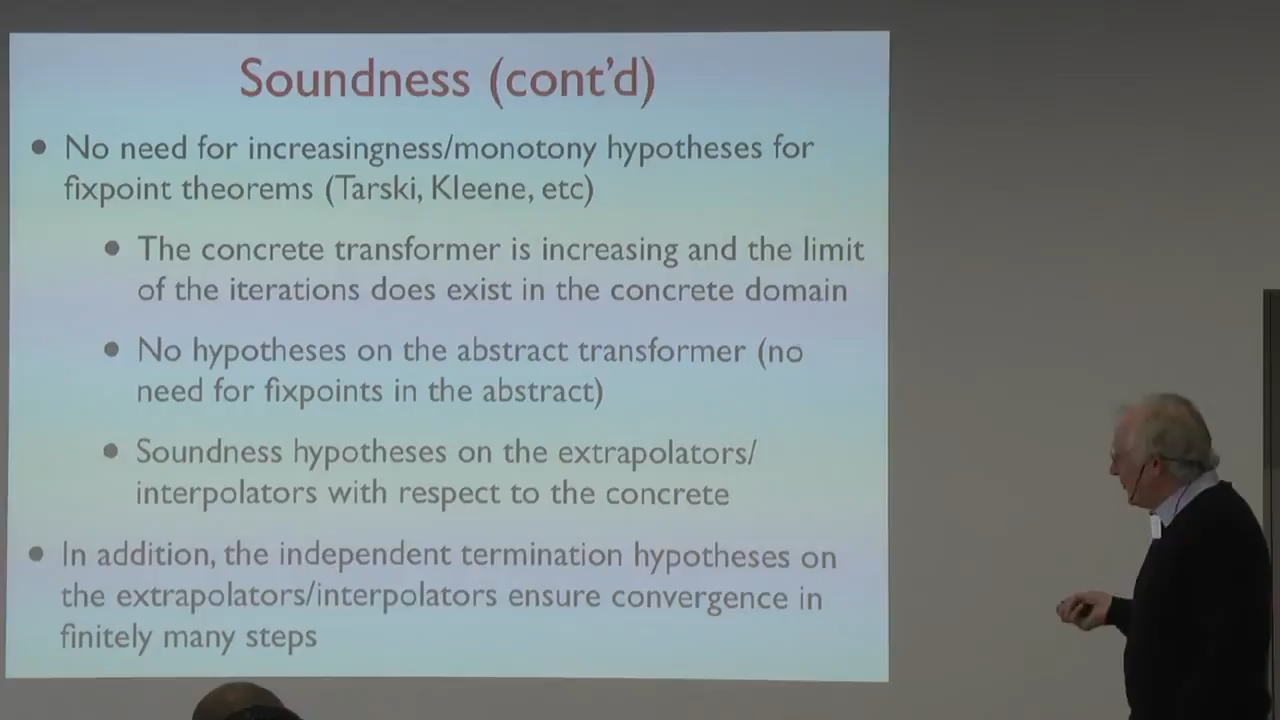 Soundness (cont'd)
• No need for increasingness/monotony hypotheses for
fixpoint theorems (Tarski, Kleene, etc)
• The concrete transformer is increasing and the limit
of the iterations does exist in the concrete domain
• No hypotheses on the abstract transformer (no
need for fixpoints in the abstract)
• Soundness hypotheses on the extrapolators/
interpolators with respect to the concrete
• In addition, the independent termination hypotheses on
the extrapolators/interpolators ensure convergence in
finitely many steps